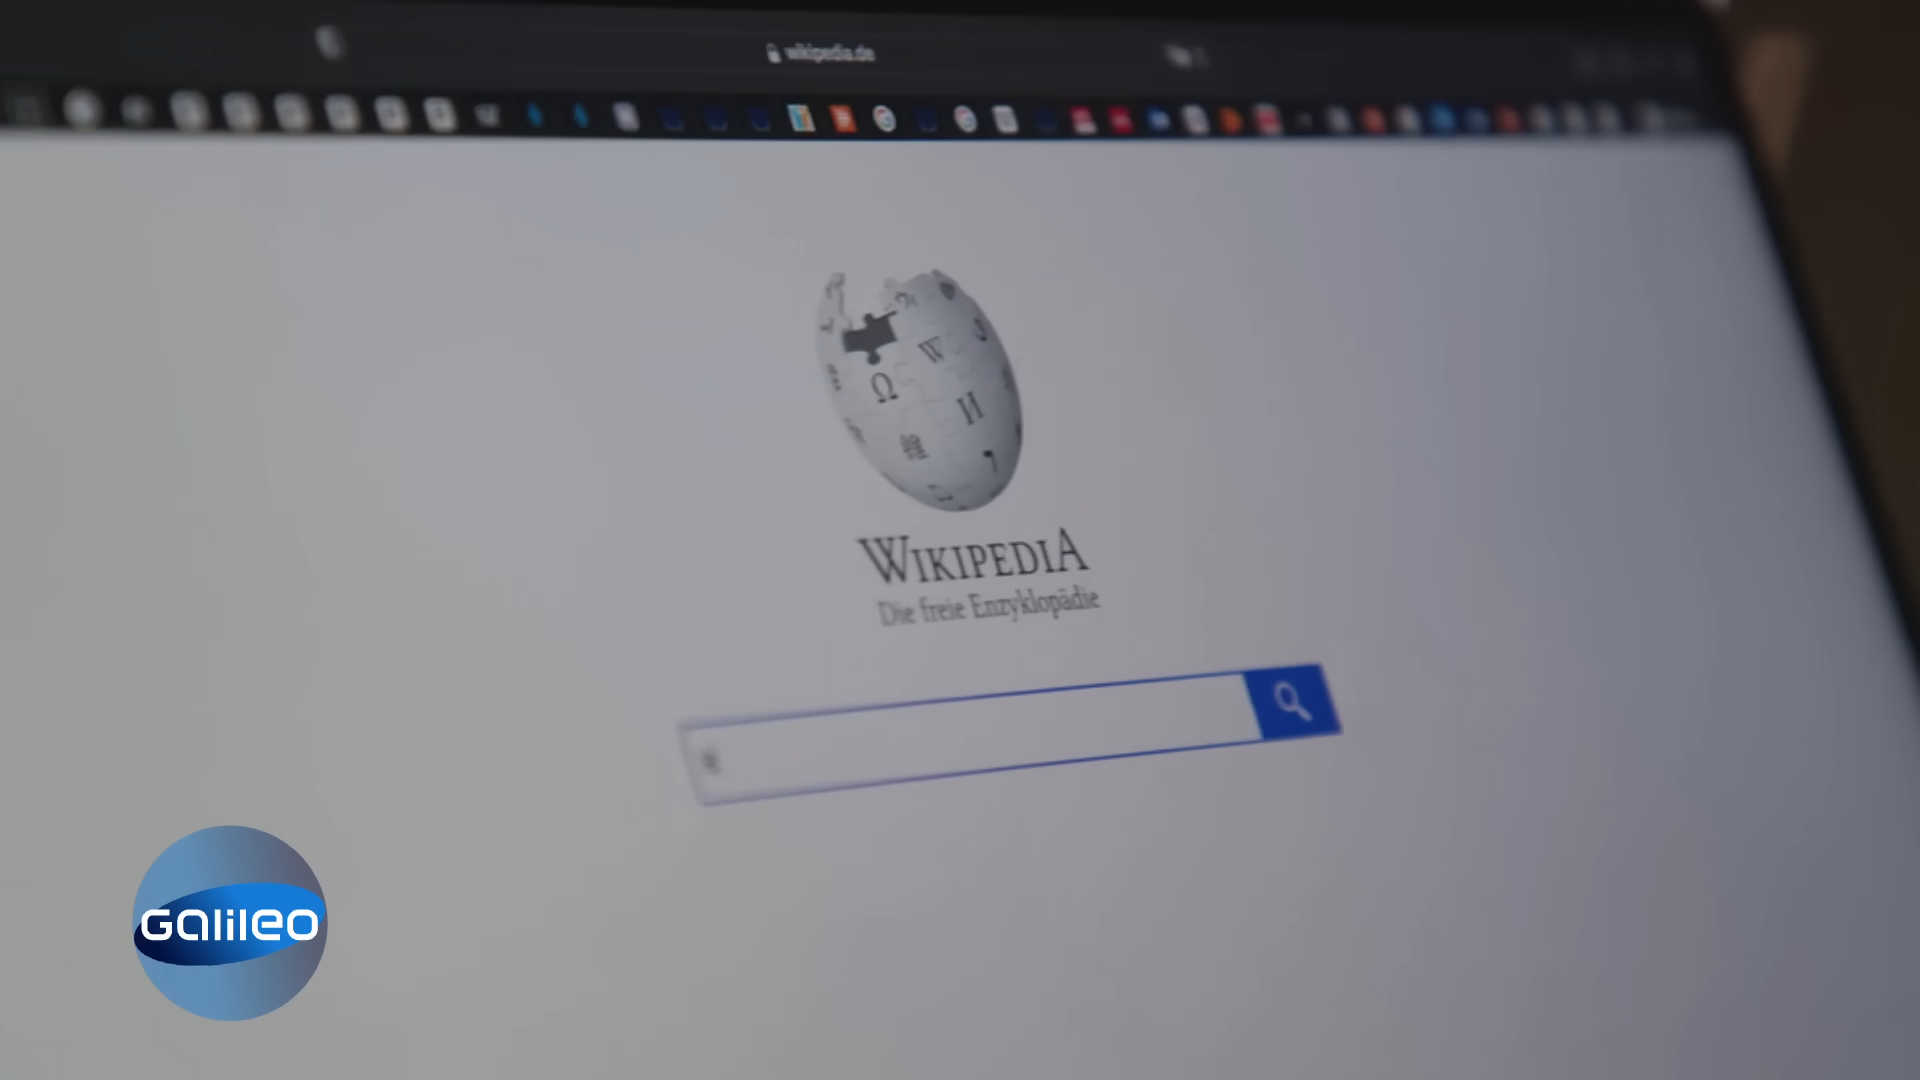 wikipedia.de
Ω
W
И
WIKIPEDIA
Die freie Enzyklopädie
Galileo